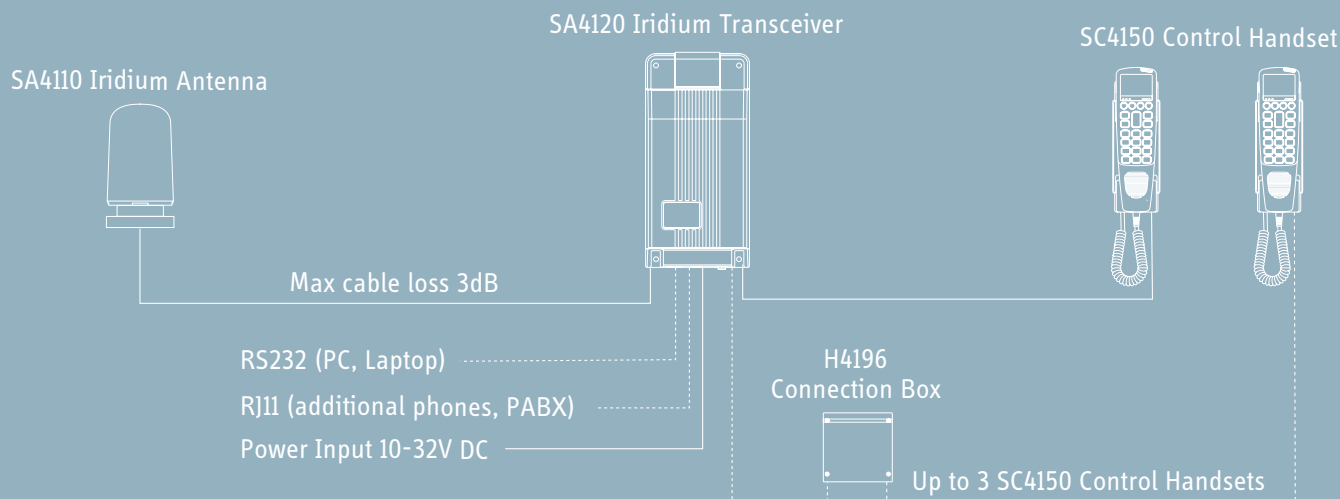 SA4120 Iridium Transceiver
SC4150 Control Handset
SA4110 Iridium Antenna
Max cable loss 3dB
RS232 (PC, Laptop)
H4196
Connection Box
RJ11 (additional phones, PABX)
Power Input 10-32V DC
Up to 3 SC4150 Control Handsets